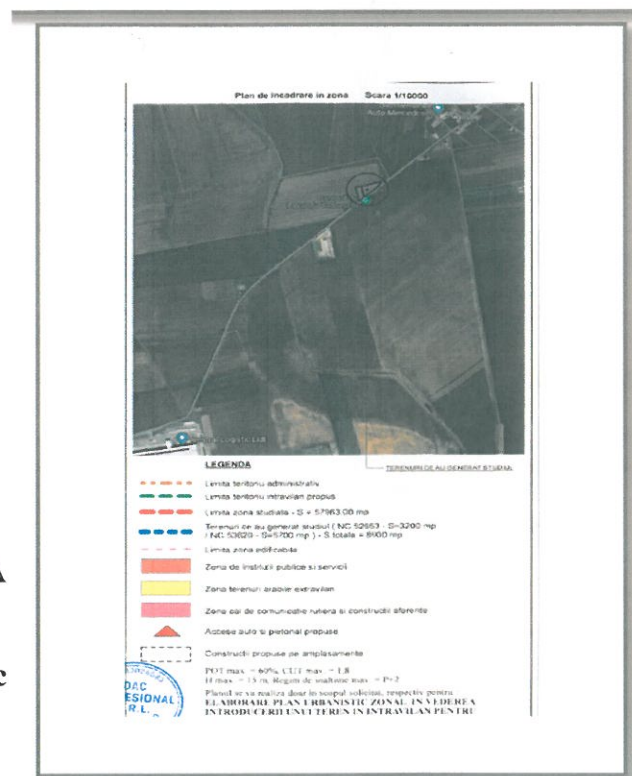 Plan de incadrare in zona Scara 1/10000
Auto Mercedes
TERENURI CE AU GENERAT STUDIUL
LEGENDA
Limita teritoriu administrativ
Limita teritoriu intravilan propus
Limita zona studiata - S = 57963.00 mp
Terenuri ce au generat studiul ( NC 52653 - S=3200 mp
/ NC 53620 - S=5700 mp ) - S totala = 8900 mp
Limita zona edificabila
Zona de institutii publice si servicii
Zona terenuri arabile extravilan
Zona cai de comunicatie rutiera si constructii aferente
Accese auto si pietonal propuse
Constructii propuse pe amplasamente
POT max. = 60%, CUT max. = 1,8
H max. = 15 m, Regim de inaltime max. = P+2
Planul se va realiza doar in scopul solicitat, respectiv pentru
ELABORARE PLAN URBANISTIC ZONAL IN VEDEREA
INTRODUCERII UNUI TEREN IN INTRAVILAN PENTRU
DAC
ESIONAL
R.L.
A
c